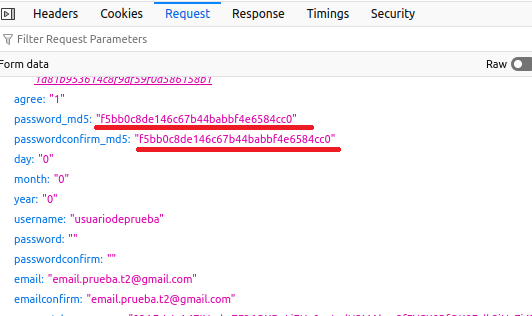 Headers Cookies Request Response Timings Security
Filter Request Parameters
Form data Raw
1d81b953614c8f9df59f0d586158b1
agree: "1"
password_md5: "f5bb0c8de146c67b44babbf4e6584cc0"
passwordconfirm_md5: "f5bb0c8de146c67b44babbf4e6584cc0"
day: "0"
month: "0"
year: "0"
username: "usuariodeprueba"
password: ""
passwordconfirm: ""
email: "email.prueba.t2@gmail.com"
emailconfirm: "email.prueba.t2@gmail.com"